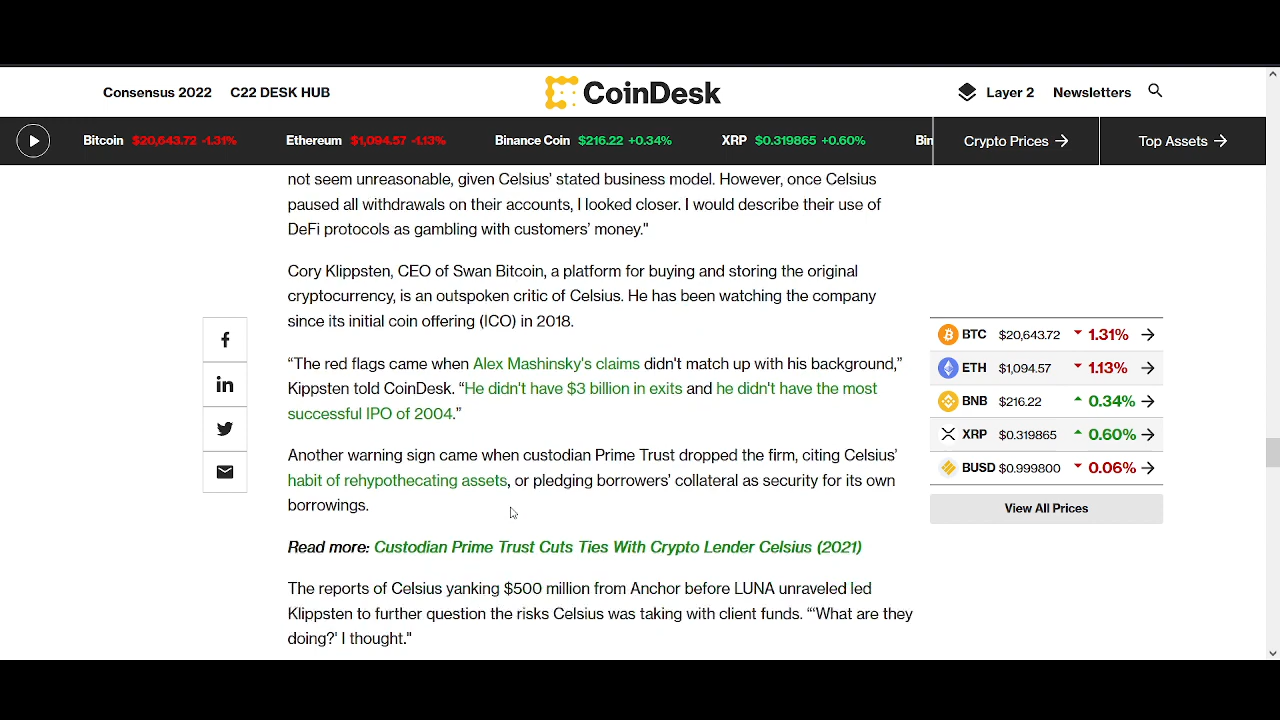 Consensus 2022 C22 DESK HUB CoinDesk Layer 2 Newsletters
Bitcoin $20,643.72 -1.31% Ethereum $1,094.57 -1.13% Binance Coin $216.22 +0.34% XRP $0.319865 +0.60% Bin Crypto Prices Top Assets
not seem unreasonable, given Celsius' stated business model. However, once Celsius
paused all withdrawals on their accounts, I looked closer. I would describe their use of
DeFi protocols as gambling with customers' money."
Cory Klippsten, CEO of Swan Bitcoin, a platform for buying and storing the original
cryptocurrency, is an outspoken critic of Celsius. He has been watching the company
since its initial coin offering (ICO) in 2018.
“The red flags came when Alex Mashinsky's claims didn't match up with his background,”
Kippsten told CoinDesk. “He didn't have $3 billion in exits and he didn't have the most
successful IPO of 2004.”
Another warning sign came when custodian Prime Trust dropped the firm, citing Celsius’
habit of rehypothecating assets, or pledging borrowers’ collateral as security for its own
borrowings.
Read more: Custodian Prime Trust Cuts Ties With Crypto Lender Celsius (2021)
The reports of Celsius yanking $500 million from Anchor before LUNA unraveled led
Klippsten to further question the risks Celsius was taking with client funds. “‘What are they
doing?’ I thought."
f
in
BTC $20,643.72 1.31%
ETH $1,094.57 1.13%
BNB $216.22 0.34%
XRP $0.319865 0.60%
BUSD $0.999800 0.06%
View All Prices